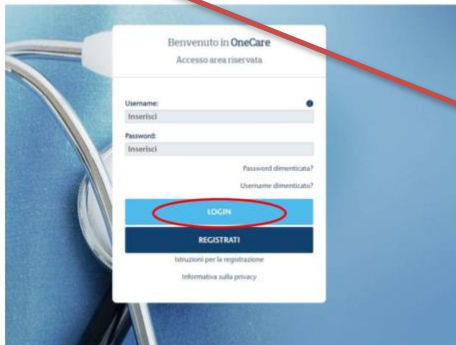 Benvenuto in OneCare
Accesso area riservata
Username:
Inserisci
Password:
Inserisci
Password dimenticata?
Username dimenticato?
LOGIN
REGISTRATI
Istruzioni per la registrazione
Informativa sulla privacy